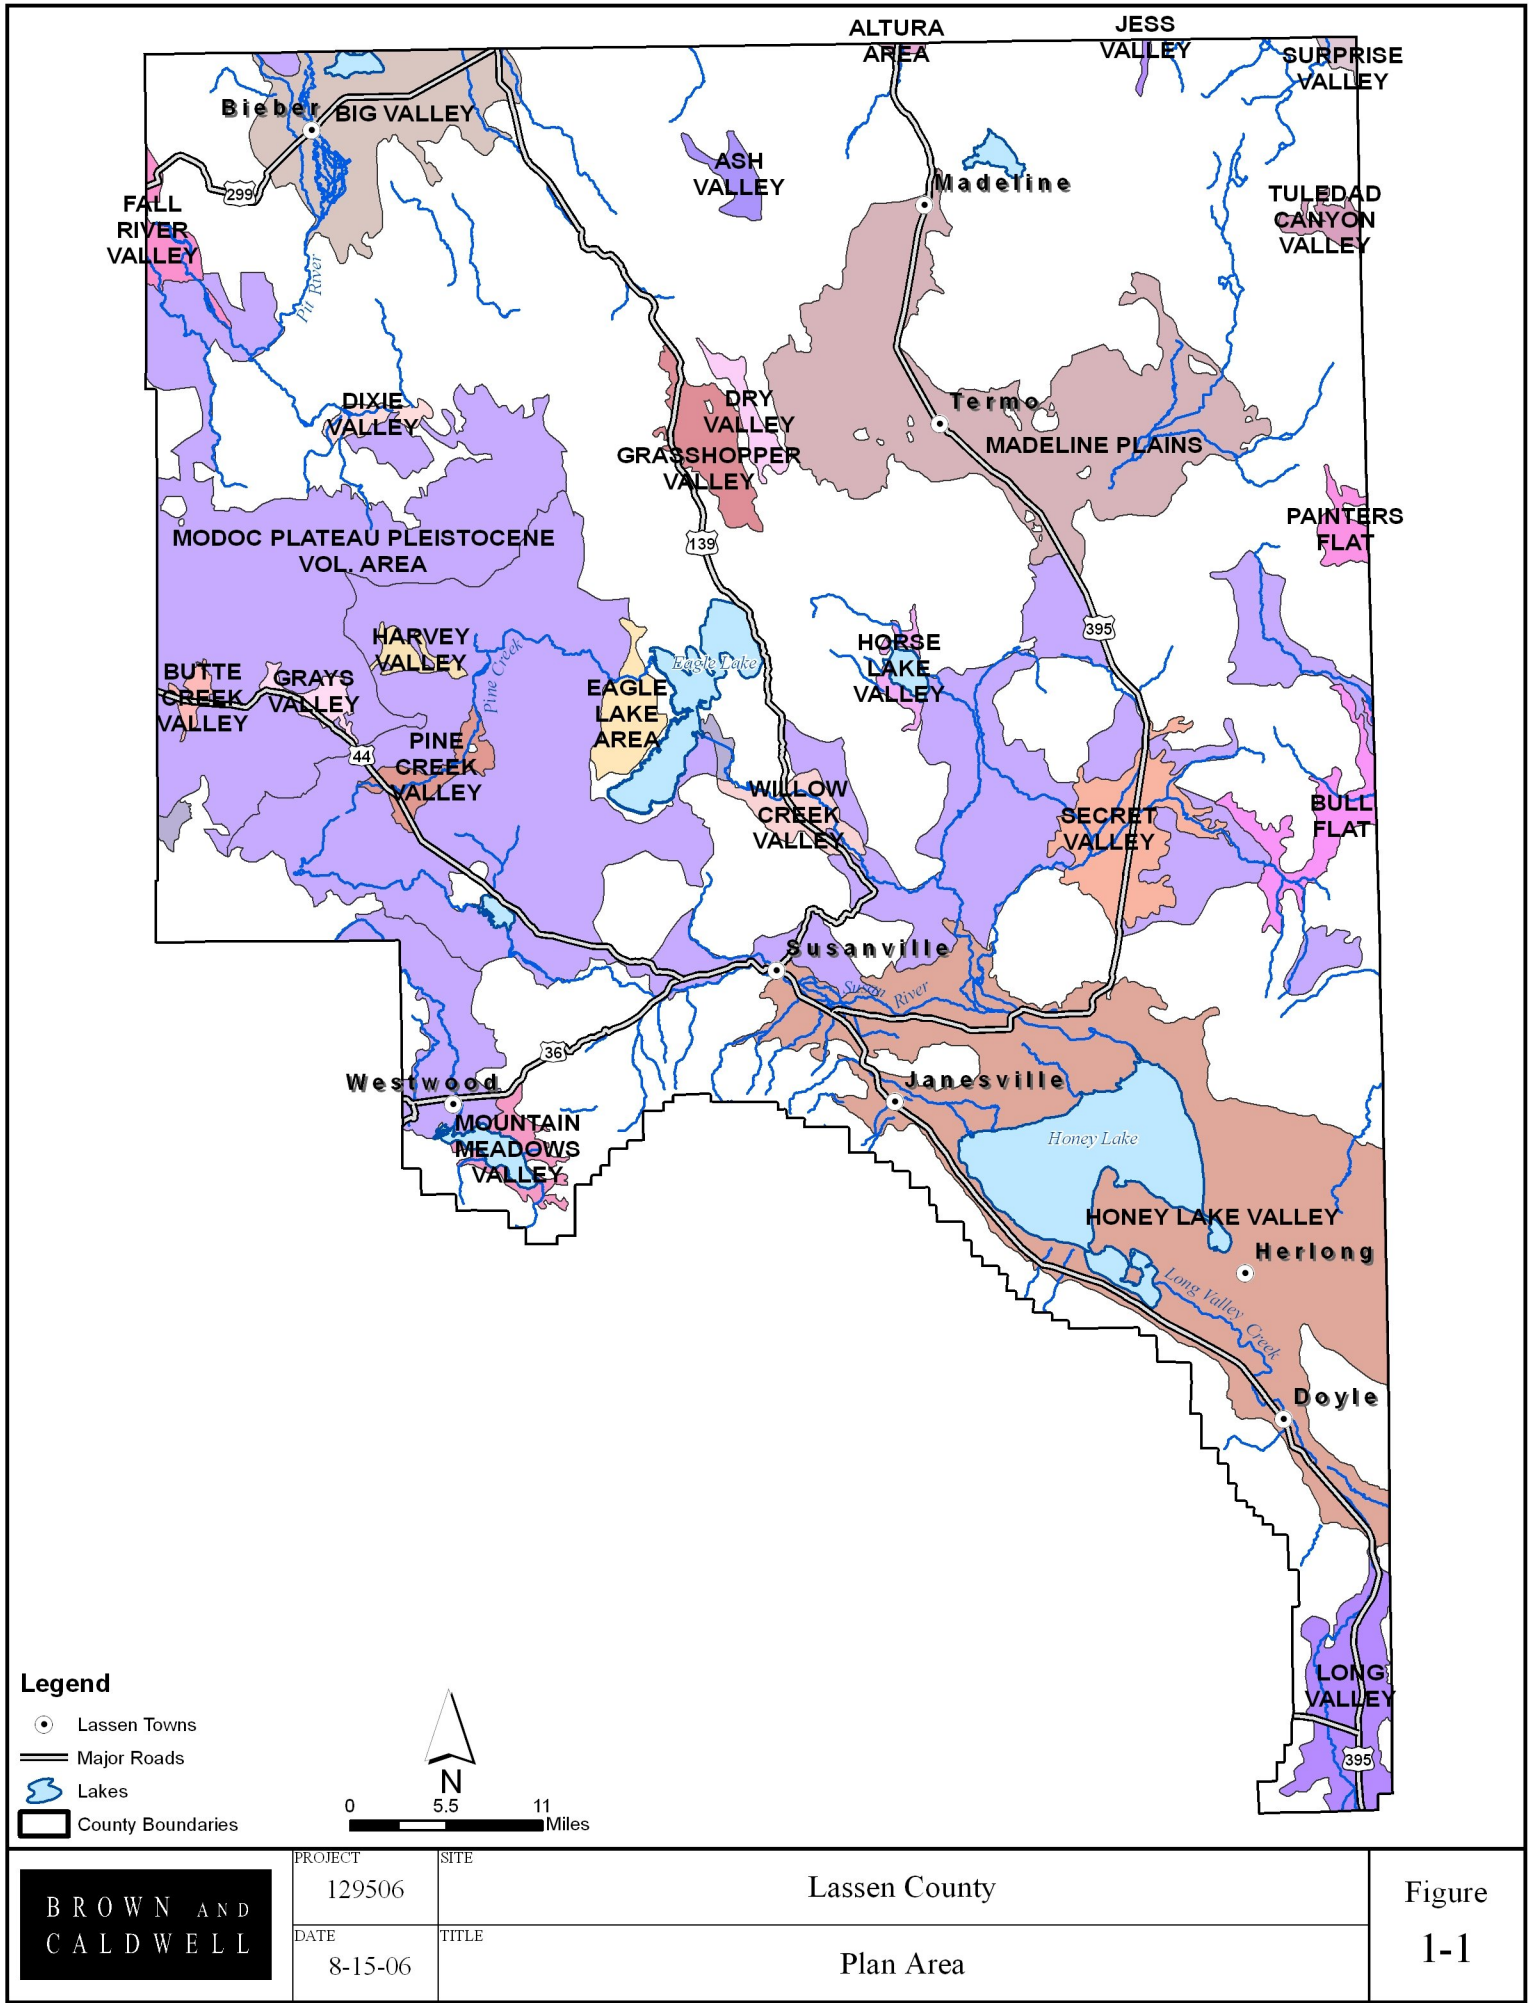 ALTURA
AREA
JESS
VALLEY
SURPRISE
VALLEY
Bieber
BIG VALLEY
299
FALL
RIVER
VALLEY
Pit River
ASH
VALLEY
Madeline
TULEDAD
CANYON
VALLEY
DIXIE
VALLEY
DRY
VALLEY
GRASSHOPPER
VALLEY
Termo
MADELINE PLAINS
MODOC PLATEAU PLEISTOCENE
VOL. AREA
139
PAINTERS
FLAT
395
HARVEY
VALLEY
Pine Creek
BUTTE
CREEK
VALLEY
GRAYS
VALLEY
EAGLE
LAKE
AREA
Eagle Lake
HORSE
LAKE
VALLEY
44
PINE
CREEK
VALLEY
WILLOW
CREEK
VALLEY
SECRET
VALLEY
BULL
FLAT
Susanville
Susan River
36
Westwood
MOUNTAIN
MEADOWS
VALLEY
Janesville
Honey Lake
HONEY LAKE VALLEY
Herlong
Long Valley Creek
Doyle
LONG
VALLEY
395
Legend
Lassen Towns
Major Roads
Lakes
County Boundaries
N
0 5.5 11
Miles
BROWN AND
CALDWELL
PROJECT
129506
DATE
8-15-06
SITE
Lassen County
TITLE
Plan Area
Figure
1-1